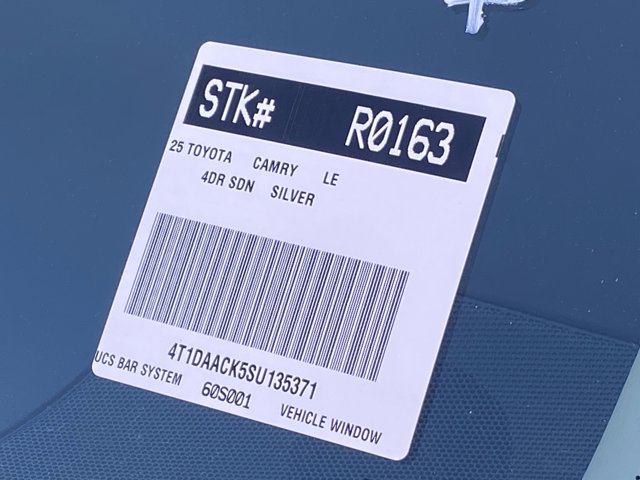 STK# R0163
25 TOYOTA CAMRY LE
4DR SDN SILVER
4T1DAACK5SU135371
UCS BAR SYSTEM 60S001 VEHICLE WINDOW